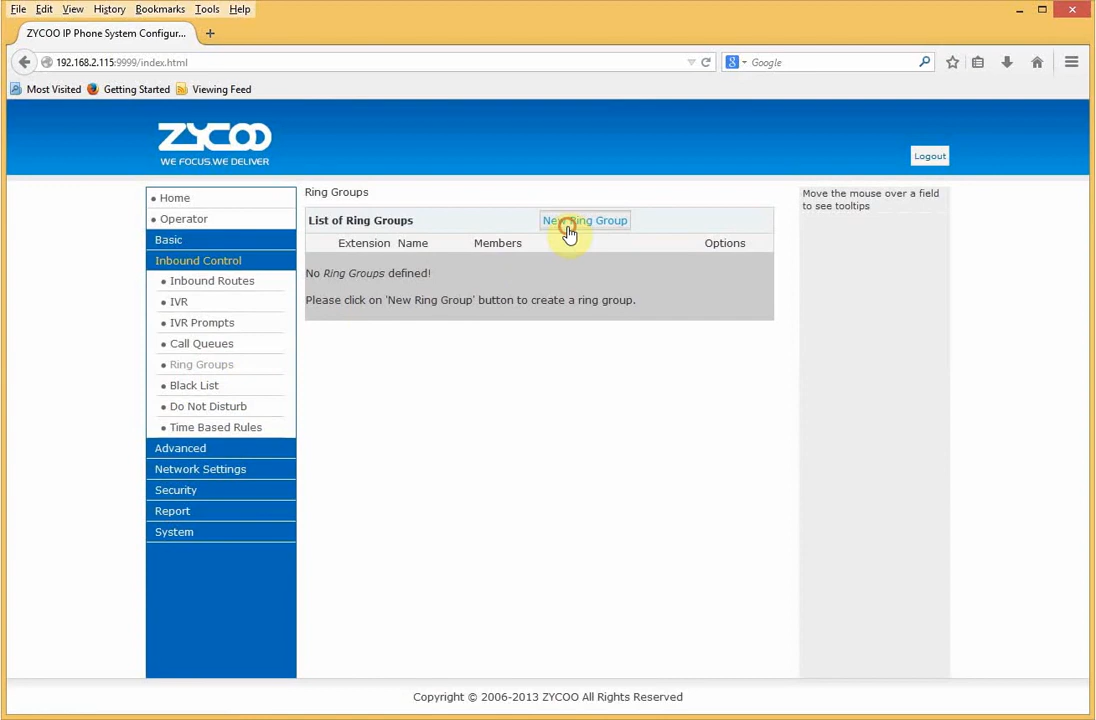 File Edit View History Bookmarks Tools Help
ZYCOO IP Phone System Configur...
192.168.2.115:9999/index.html
Google
Most Visited Getting Started Viewing Feed
ZYCOO
WE FOCUS.WE DELIVER
Logout
Home
Operator
Basic
Inbound Control
Inbound Routes
IVR
IVR Prompts
Call Queues
Ring Groups
Black List
Do Not Disturb
Time Based Rules
Advanced
Network Settings
Security
Report
System
Ring Groups
List of Ring Groups New Ring Group
Extension Name Members Options
No Ring Groups defined!
Please click on 'New Ring Group' button to create a ring group.
Move the mouse over a field
to see tooltips
Copyright © 2006-2013 ZYCOO All Rights Reserved